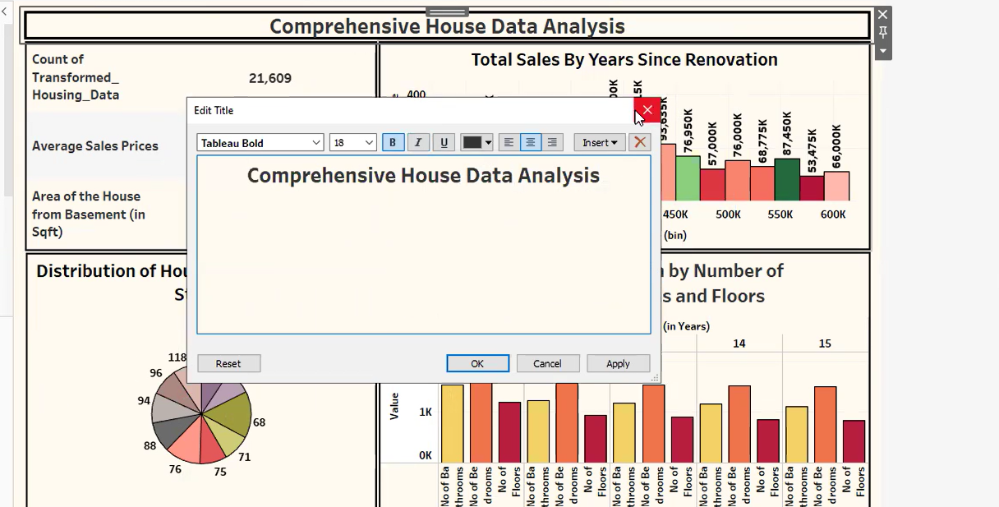 Comprehensive House Data Analysis
Count of
Transformed_
Housing_Data
21,609
Average Sales Prices
Area of the House
from Basement (in
Sqft)
Total Sales By Years Since Renovation
400
76,950K
57,000K
76,000K
68,775K
87,450K
53,475K
66,000K
450K
500K
550K
600K
(bin)
Edit Title
Tableau Bold
18
B
I
U
Insert
Comprehensive House Data Analysis
Reset
OK
Cancel
Apply
Distribution of Hou
118
96
94
88
76
75
71
68
by Number of
s and Floors
(in Years)
14
15
Value
1K
0K
No of Ba
throoms
No of Be
drooms
No of
Floors
No of Ba
throoms
No of Be
drooms
No of
Floors
No of Ba
throoms
No of Be
drooms
No of
Floors
No of Ba
throoms
No of Be
drooms
No of
Floors
No of Ba
throoms
No of Be
drooms
No of
Floors